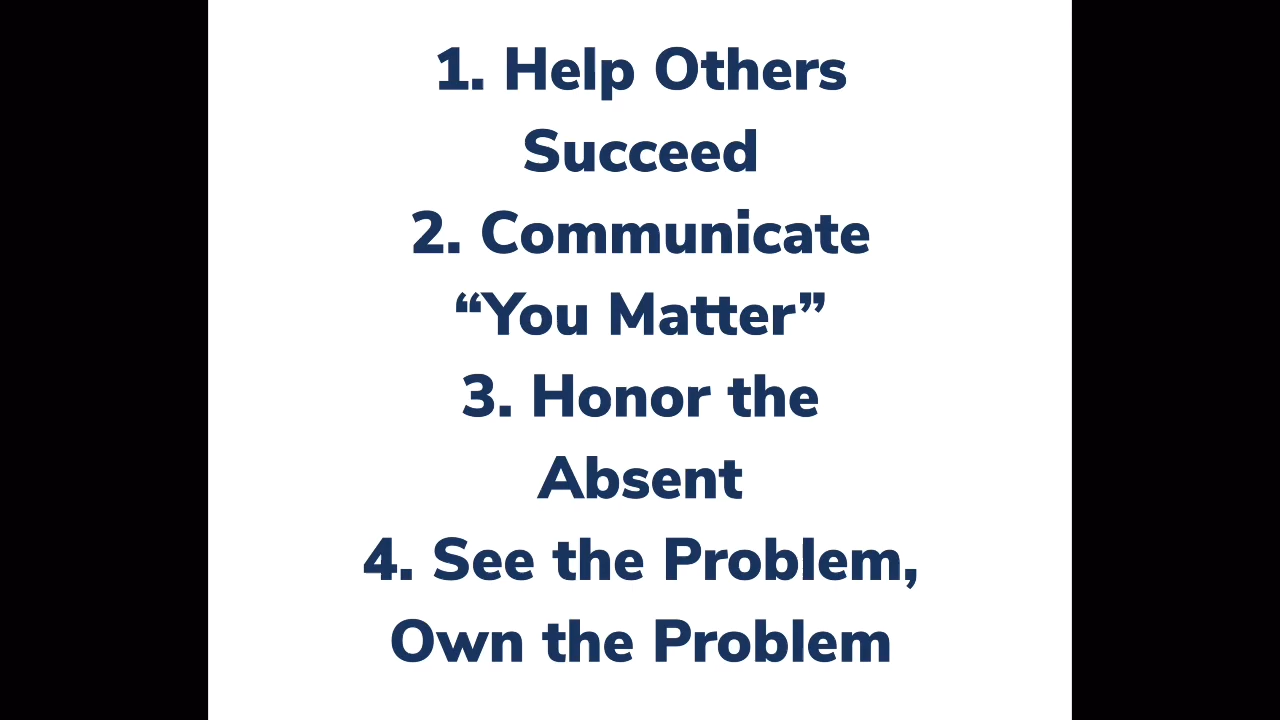 1. Help Others
Succeed
2. Communicate
“You Matter”
3. Honor the
Absent
4. See the Problem,
Own the Problem